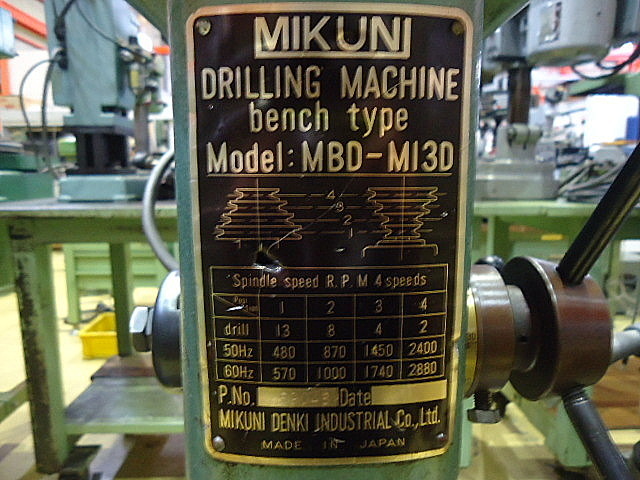 MIKUNI
DRILLING MACHINE
bench type
Model: MBD-M13D
4
3
2
1
Spindle speed R.P.M 4 speeds
1 2 3 4
drill 13 8 4 2
50Hz 480 870 1450 2400
60Hz 570 1000 1740 2880
P.No. Date
MIKUNI DENKI INDUSTRIAL Co., Ltd.
MADE IN JAPAN